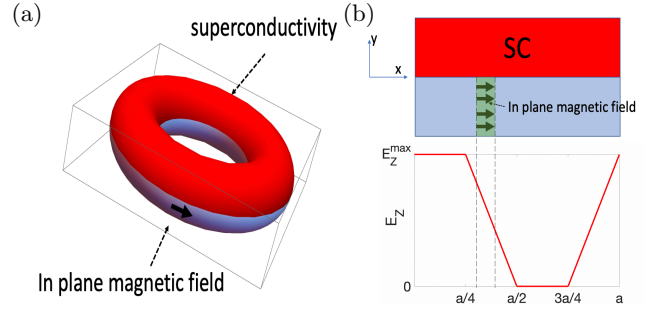 (a)
superconductivity
In plane magnetic field
(b)
y
x
SC
In plane magnetic field
E_Z^max
E_Z
0
a/4 a/2 3a/4 a